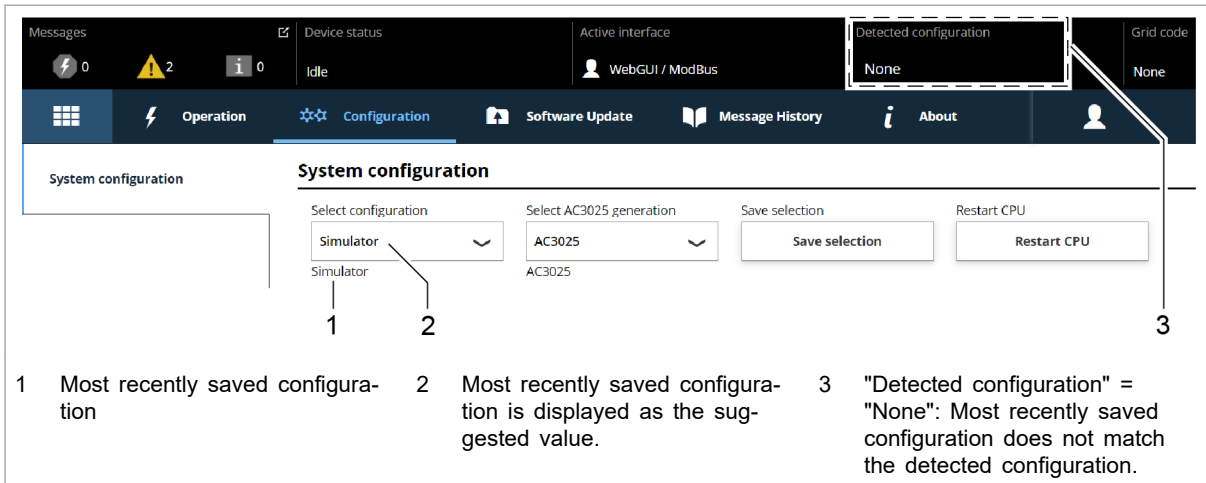 Messages
Device status
Active interface
Detected configuration
Grid code
0
2
i 0
Idle
WebGUI / ModBus
None
None
Operation
Configuration
Software Update
Message History
i About
System configuration
System configuration
Select configuration
Select AC3025 generation
Save selection
Restart CPU
Simulator
AC3025
Save selection
Restart CPU
Simulator
AC3025
1
2
3
1 Most recently saved configura-
tion
2 Most recently saved configura-
tion is displayed as the sug-
gested value.
3 "Detected configuration" =
"None": Most recently saved
configuration does not match
the detected configuration.